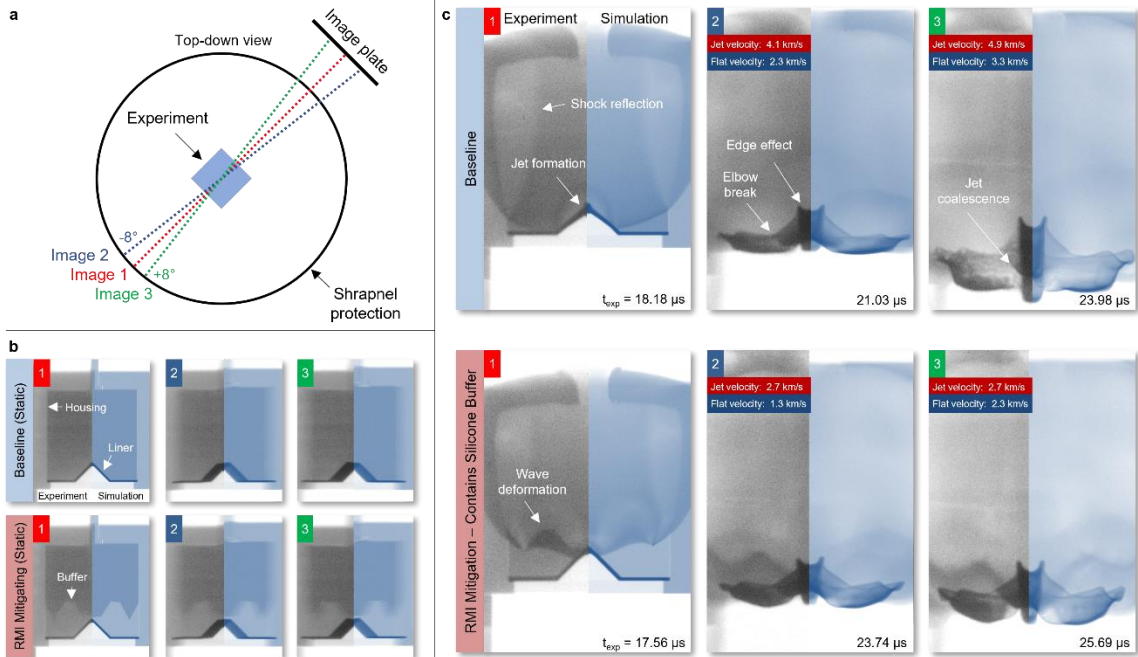 a
Top-down view
Image plate
Experiment
-8°
Image 2
Image 1
+8°
Image 3
Shrapnel
protection
b
Baseline (Static)
1
2
3
Housing
Liner
Experiment
Simulation
RMI Mitigating (Static)
1
2
3
Buffer
c
Baseline
1
Experiment
Simulation
Shock reflection
Jet formation
t_exp = 18.18 µs
2
Jet velocity: 4.1 km/s
Flat velocity: 2.3 km/s
Edge effect
Elbow
break
21.03 µs
3
Jet velocity: 4.9 km/s
Flat velocity: 3.3 km/s
Jet
coalescence
23.98 µs
RMI Mitigation – Contains Silicone Buffer
1
Wave
deformation
t_exp = 17.56 µs
2
Jet velocity: 2.7 km/s
Flat velocity: 1.3 km/s
23.74 µs
3
Jet velocity: 2.7 km/s
Flat velocity: 2.3 km/s
25.69 µs